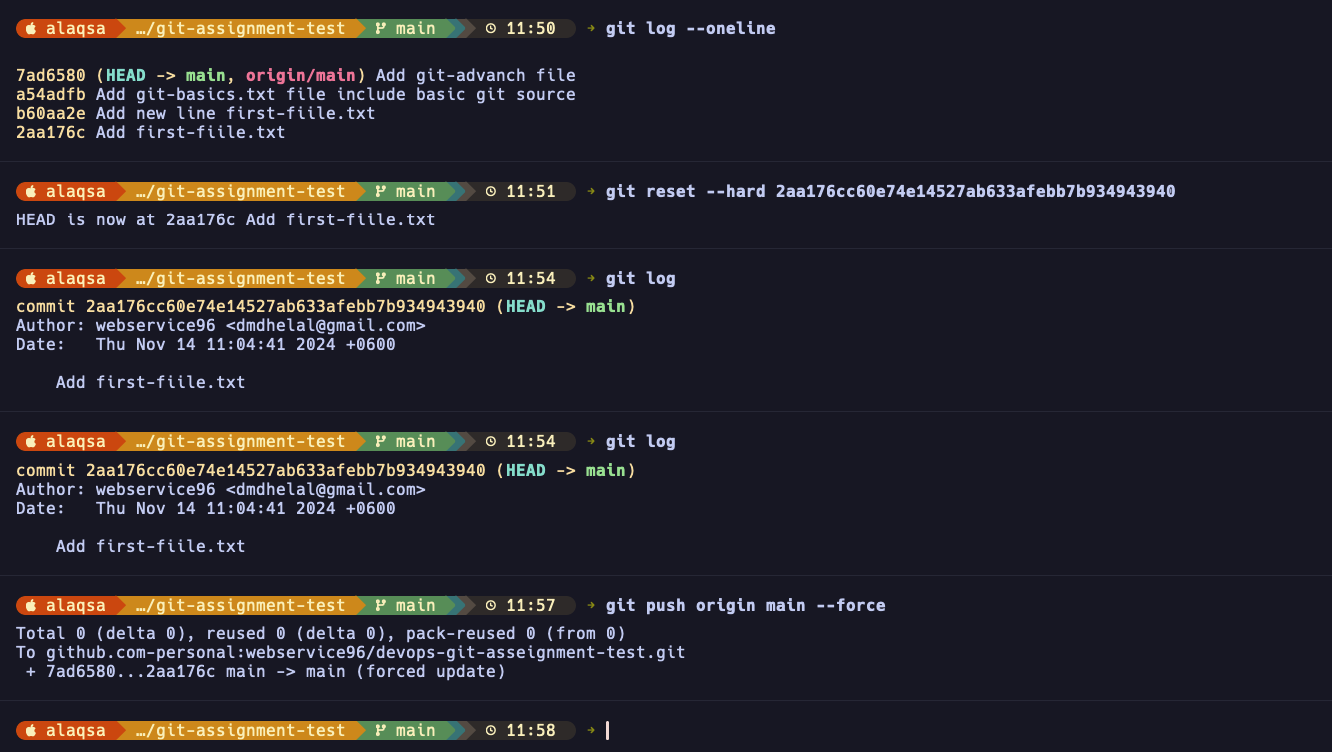 alaqsa …/git-assignment-test main 11:50 → git log --oneline
7ad6580 (HEAD -> main, origin/main) Add git-advanch file
a54adfb Add git-basics.txt file include basic git source
b60aa2e Add new line first-fiile.txt
2aa176c Add first-fiile.txt
alaqsa …/git-assignment-test main 11:51 → git reset --hard 2aa176cc60e74e14527ab633afebb7b934943940
HEAD is now at 2aa176c Add first-fiile.txt
alaqsa …/git-assignment-test main 11:54 → git log
commit 2aa176cc60e74e14527ab633afebb7b934943940 (HEAD -> main)
Author: webservice96 <dmdhelal@gmail.com>
Date:   Thu Nov 14 11:04:41 2024 +0600
    Add first-fiile.txt
alaqsa …/git-assignment-test main 11:54 → git log
commit 2aa176cc60e74e14527ab633afebb7b934943940 (HEAD -> main)
Author: webservice96 <dmdhelal@gmail.com>
Date:   Thu Nov 14 11:04:41 2024 +0600
    Add first-fiile.txt
alaqsa …/git-assignment-test main 11:57 → git push origin main --force
Total 0 (delta 0), reused 0 (delta 0), pack-reused 0 (from 0)
To github.com-personal:webservice96/devops-git-asseignment-test.git
 + 7ad6580...2aa176c main -> main (forced update)
alaqsa …/git-assignment-test main 11:58 →